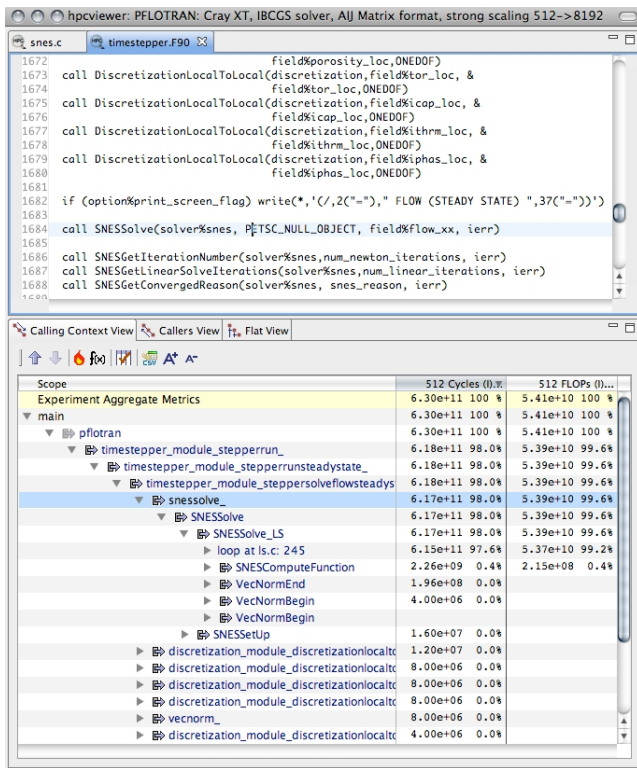 hpcviewer: PFLOTRAN: Cray XT, IBCGS solver, AIJ Matrix format, strong scaling 512->8192
snes.c timestepper.F90
1672 field%porosity_loc,ONEDOF)
1673 call DiscretizationLocalToLocal(discretization,field%tor_loc, &
1674 field%tor_loc,ONEDOF)
1675 call DiscretizationLocalToLocal(discretization,field%icap_loc, &
1676 field%icap_loc,ONEDOF)
1677 call DiscretizationLocalToLocal(discretization,field%ithrm_loc, &
1678 field%ithrm_loc,ONEDOF)
1679 call DiscretizationLocalToLocal(discretization,field%iphas_loc, &
1680 field%iphas_loc,ONEDOF)
1681
1682 if (option%print_screen_flag) write(*,'(/,2("=")," FLOW (STEADY STATE) ",37("="))')
1683
1684 call SNESSolve(solver%snes, PETSC_NULL_OBJECT, field%flow_xx, ierr)
1685
1686 call SNESGetIterationNumber(solver%snes,num_newton_iterations, ierr)
1687 call SNESGetLinearSolveIterations(solver%snes,num_linear_iterations, ierr)
1688 call SNESGetConvergedReason(solver%snes, snes_reason, ierr)
1689
Calling Context View Callers View Flat View
f(x) A+ A-
Scope 512 Cycles (I) 512 FLOPs (I)...
Experiment Aggregate Metrics 6.30e+11 100 % 5.41e+10 100 %
main 6.30e+11 100 % 5.41e+10 100 %
pflotran 6.30e+11 100 % 5.41e+10 100 %
timestepper_module_stepperrun_ 6.18e+11 98.0% 5.39e+10 99.6%
timestepper_module_stepperrunsteadystate_ 6.18e+11 98.0% 5.39e+10 99.6%
timestepper_module_steppersolveflowsteadys 6.18e+11 98.0% 5.39e+10 99.6%
snessolve_ 6.17e+11 98.0% 5.39e+10 99.6%
SNESSolve 6.17e+11 98.0% 5.39e+10 99.6%
SNESSolve_LS 6.17e+11 98.0% 5.39e+10 99.6%
loop at ls.c: 245 6.15e+11 97.6% 5.37e+10 99.2%
SNESComputeFunction 2.26e+09 0.4% 2.15e+08 0.4%
VecNormEnd 1.96e+08 0.0%
VecNormBegin 4.00e+06 0.0%
VecNormBegin
SNESSetUp 1.60e+07 0.0%
discretization_module_discretizationlocaltc 1.20e+07 0.0%
discretization_module_discretizationlocaltc 8.00e+06 0.0%
discretization_module_discretizationlocaltc 8.00e+06 0.0%
discretization_module_discretizationlocaltc 8.00e+06 0.0%
vecnorm_ 8.00e+06 0.0%
discretization_module_discretizationlocaltc 4.00e+06 0.0%